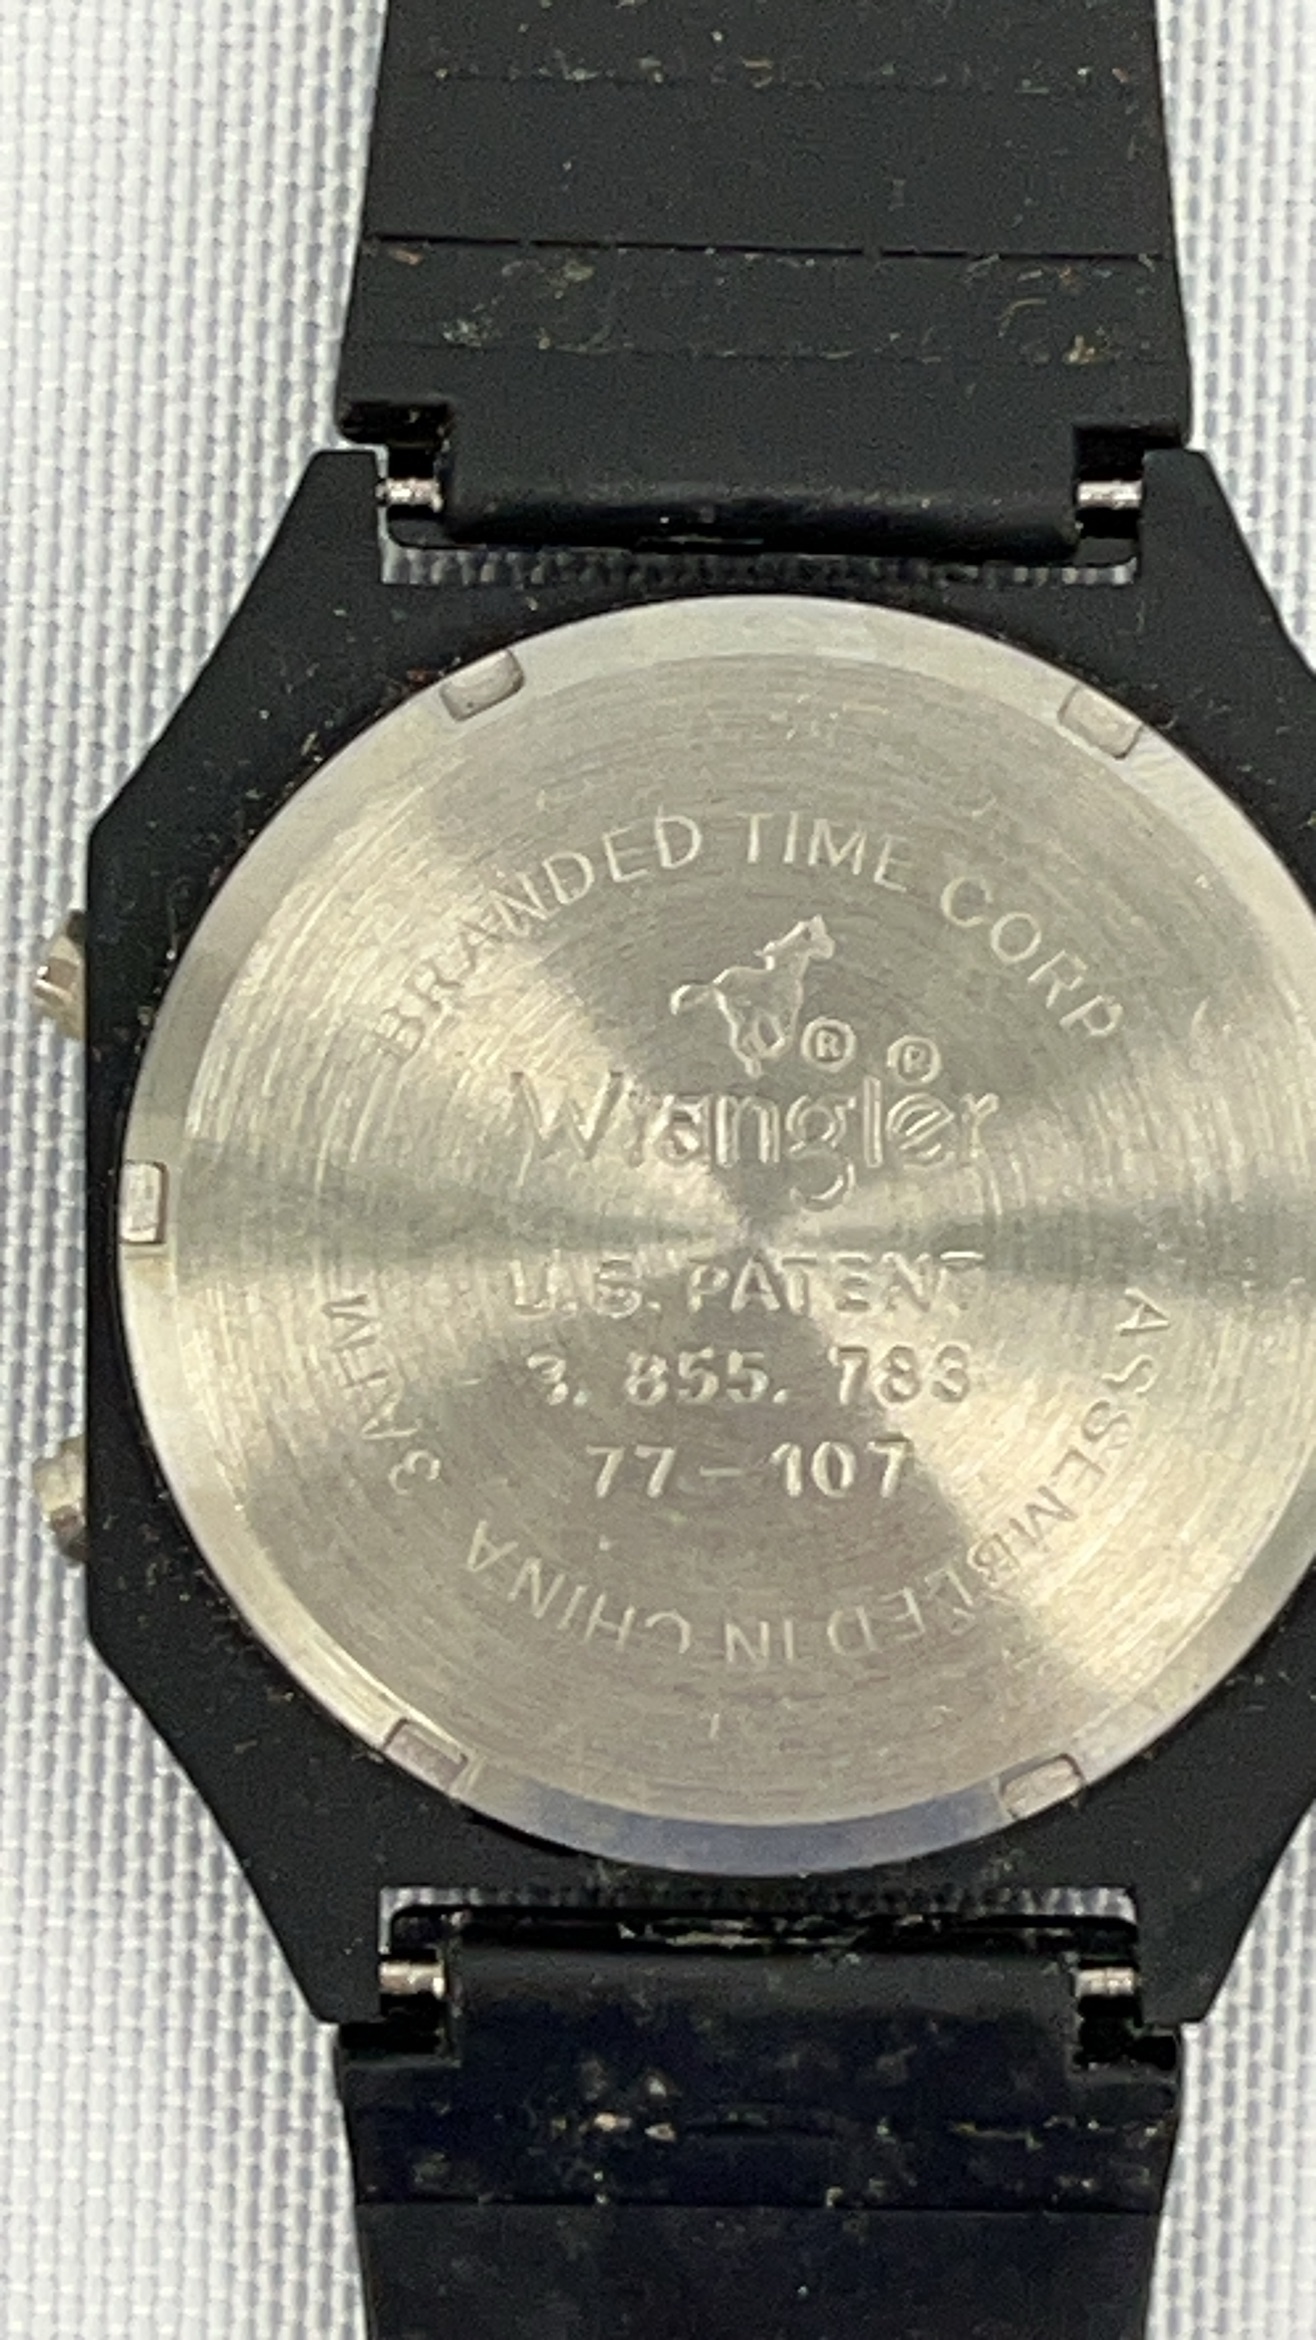 BRANDED TIME CORP
® ®
Wrangler
U.S. PATENT
3. 855. 783
77-107
3ATM
ASSEMBLED IN CHINA